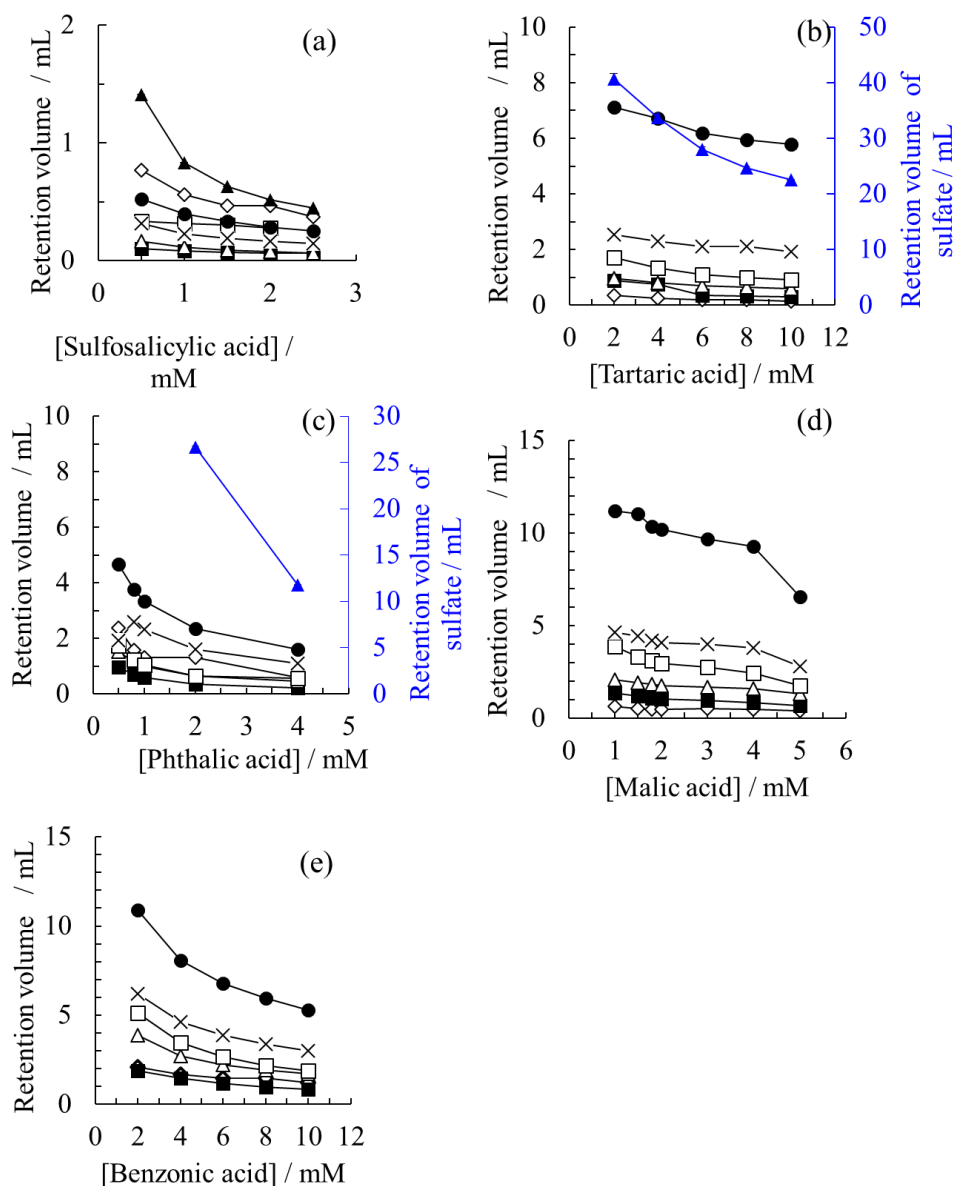 (a)
Retention volume / mL
2
1
0
0 1 2 3
[Sulfosalicylic acid] /
mM
(b)
Retention volume / mL
10
8
6
4
2
0
0 2 4 6 8 10 12
[Tartaric acid] / mM
50
40
30
20
10
0
Retention volume of
sulfate / mL
(c)
Retention volume / mL
10
8
6
4
2
0
0 1 2 3 4 5
[Phthalic acid] / mM
30
25
20
15
10
5
0
Retention volume of
sulfate / mL
(d)
Retention volume / mL
15
10
5
0
0 1 2 3 4 5 6
[Malic acid] / mM
(e)
Retention volume / mL
15
10
5
0
0 2 4 6 8 10 12
[Benzonic acid] / mM